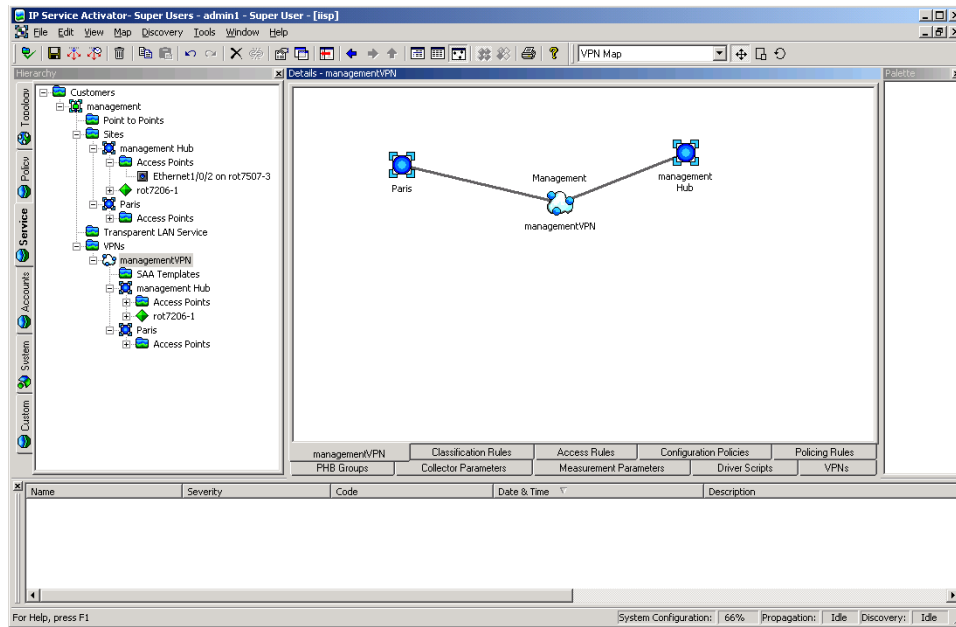 IP Service Activator- Super Users - admin1 - Super User - [iisp]
File Edit View Map Discovery Tools Window Help
VPN Map
Hierarchy
Details - managementVPN
Palette
Topology
Policy
Service
Accounts
System
Custom
Customers
management
Point to Points
Sites
management Hub
Access Points
Ethernet1/0/2 on rot7507-3
rot7206-1
Paris
Access Points
Transparent LAN Service
VPNs
managementVPN
SAA Templates
management Hub
Access Points
rot7206-1
Paris
Access Points
Paris
Management
managementVPN
management
Hub
managementVPN Classification Rules Access Rules Configuration Policies Policing Rules
PHB Groups Collector Parameters Measurement Parameters Driver Scripts VPNs
Name Severity Code Date & Time Description
For Help, press F1 System Configuration: 66% Propagation: Idle Discovery: Idle